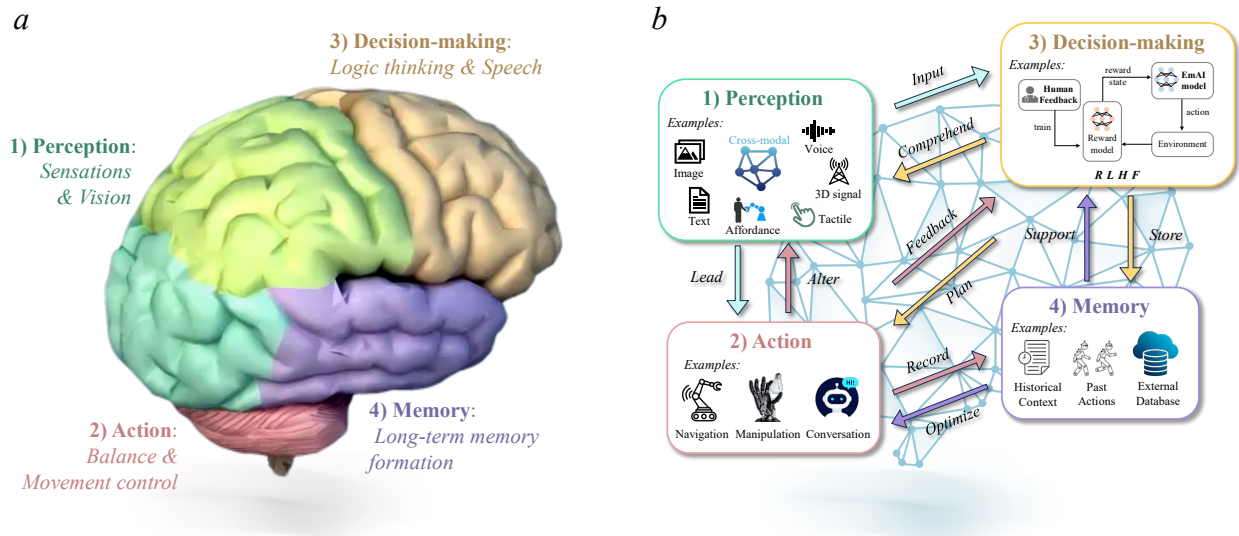 a
3) Decision-making:
Logic thinking & Speech
1) Perception:
Sensations
& Vision
2) Action:
Balance &
Movement control
4) Memory:
Long-term memory
formation
b
1) Perception
Examples:
Cross-modal
Voice
Image
3D signal
Text
Affordance
Tactile
Input
Comprehend
3) Decision-making
Examples:
Human
Feedback
reward
state
EmAI
model
train
Reward
model
action
Environment
R L H F
Lead
Alter
Feedback
Plan
Support
Store
2) Action
Examples:
HI!
Navigation
Manipulation
Conversation
Record
Optimize
4) Memory
Examples:
Historical
Context
Past
Actions
External
Database